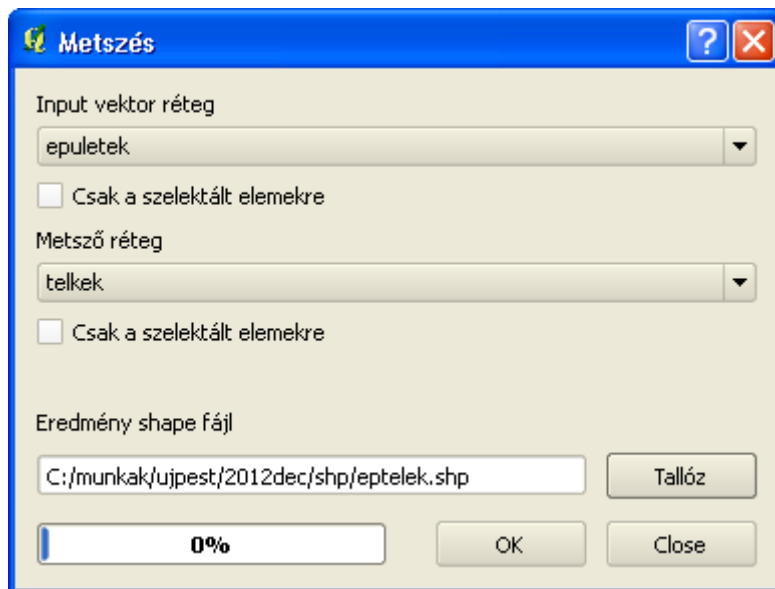 Metszés
Input vektor réteg
epuletek
Csak a szelektált elemekre
Metsző réteg
telkek
Csak a szelektált elemekre
Eredmény shape fájl
C:/munkak/ujpest/2012dec/shp/eptelek.shp
Tallóz
0%
OK
Close